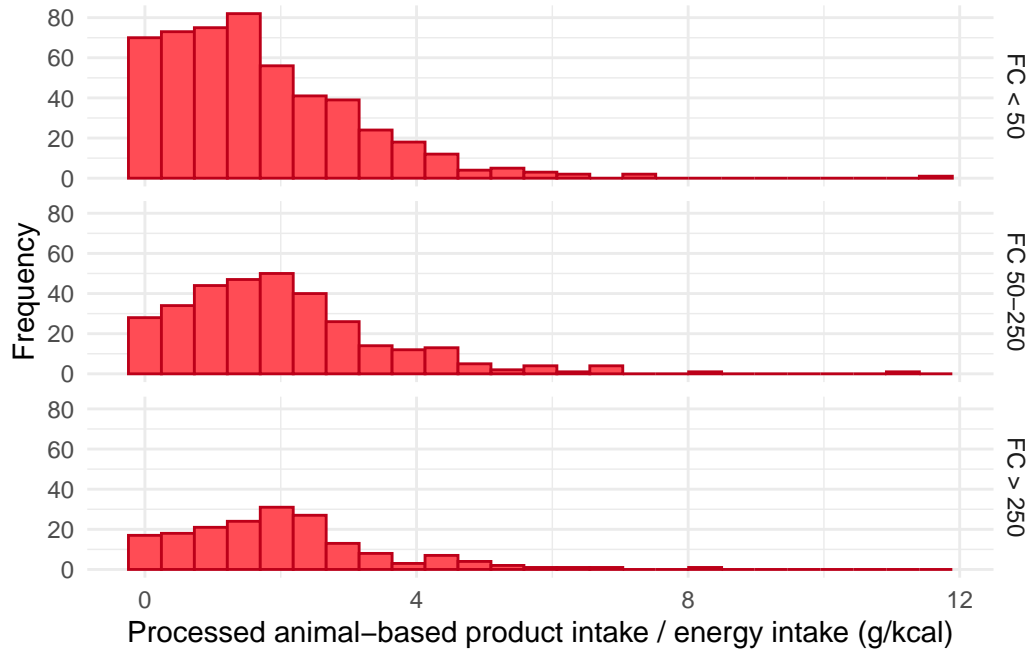 80
60
40
20
0
FC < 50
80
60
40
20
0
FC 50−250
80
60
40
20
0
FC > 250
Frequency
0 4 8 12
Processed animal−based product intake / energy intake (g/kcal)